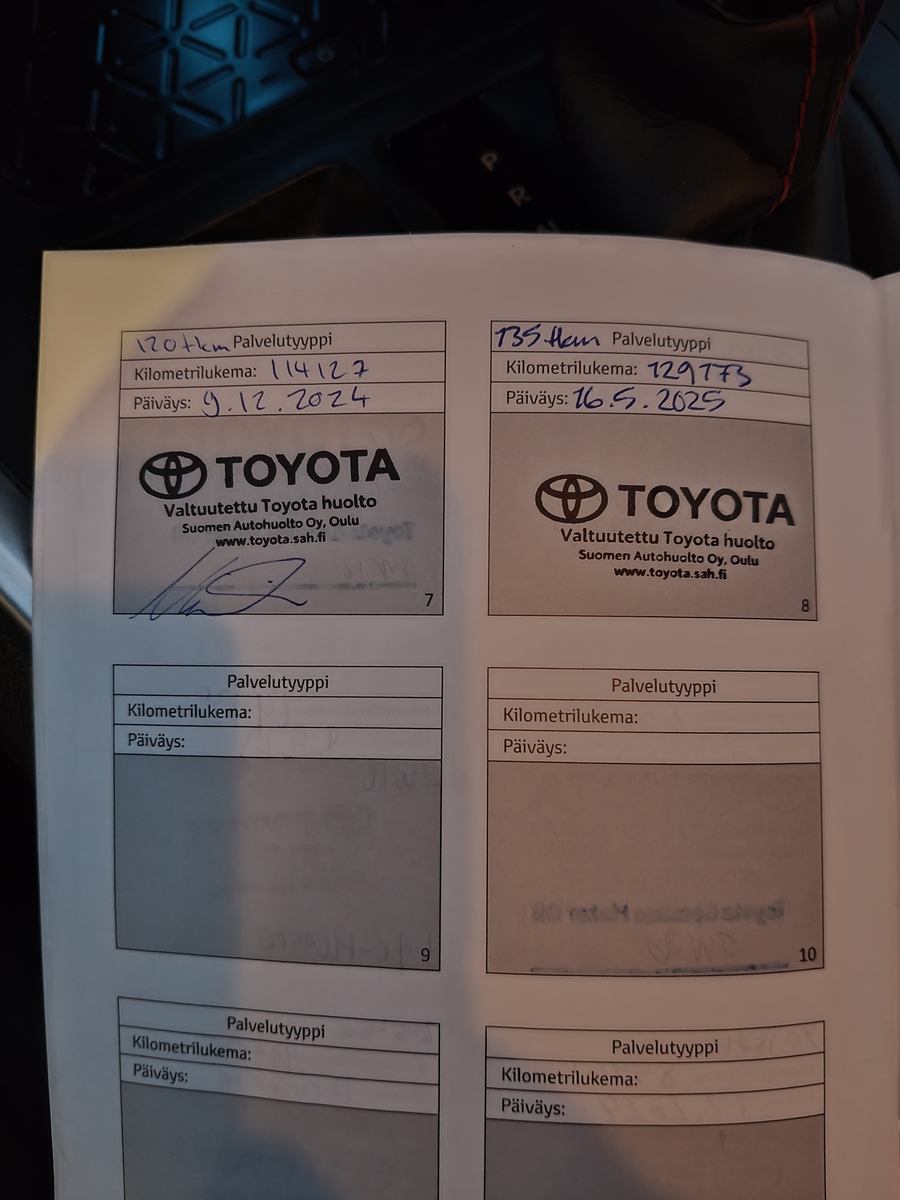 P
R
120 tkm Palvelutyyppi
Kilometrilukema: 114127
Päiväys: 9.12.2024
TOYOTA
Valtuutettu Toyota huolto
Suomen Autohuolto Oy, Oulu
www.toyota.sah.fi
7
135 tkm Palvelutyyppi
Kilometrilukema: 129173
Päiväys: 16.5.2025
TOYOTA
Valtuutettu Toyota huolto
Suomen Autohuolto Oy, Oulu
www.toyota.sah.fi
8
Palvelutyyppi
Kilometrilukema:
Päiväys:
9
Palvelutyyppi
Kilometrilukema:
Päiväys:
10
Palvelutyyppi
Kilometrilukema:
Päiväys:
Palvelutyyppi
Kilometrilukema:
Päiväys: